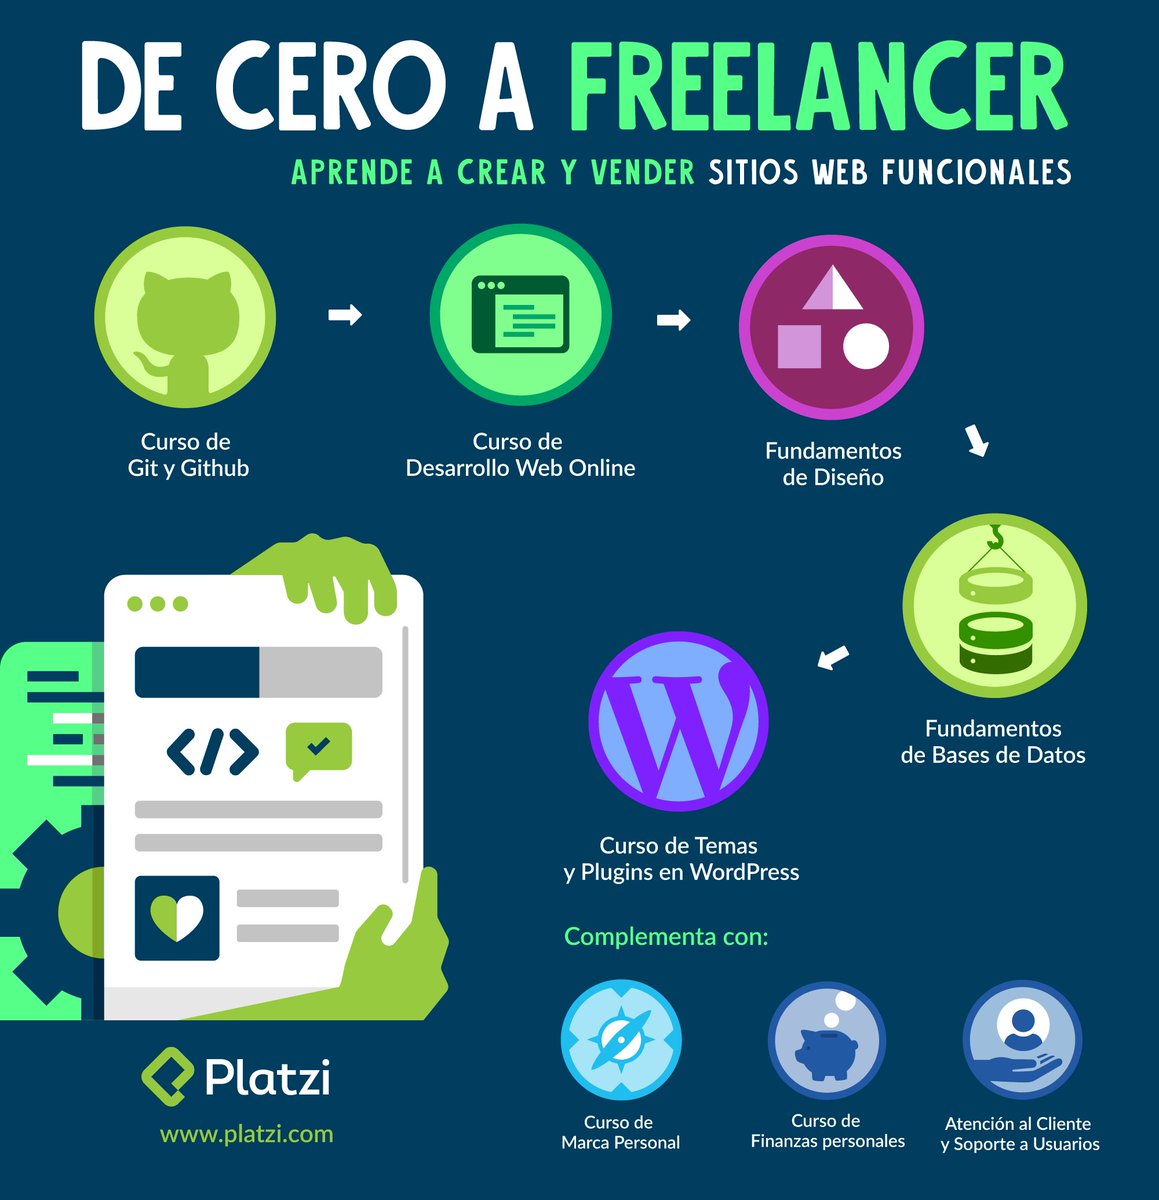 DE CERO A FREELANCER
APRENDE A CREAR Y VENDER SITIOS WEB FUNCIONALES
Curso de
Git y Github
Curso de
Desarrollo Web Online
Fundamentos
de Diseño
Fundamentos
de Bases de Datos
Curso de Temas
y Plugins en WordPress
Complementa con:
Curso de
Marca Personal
Curso de
Finanzas personales
Atención al Cliente
y Soporte a Usuarios
Platzi
www.platzi.com